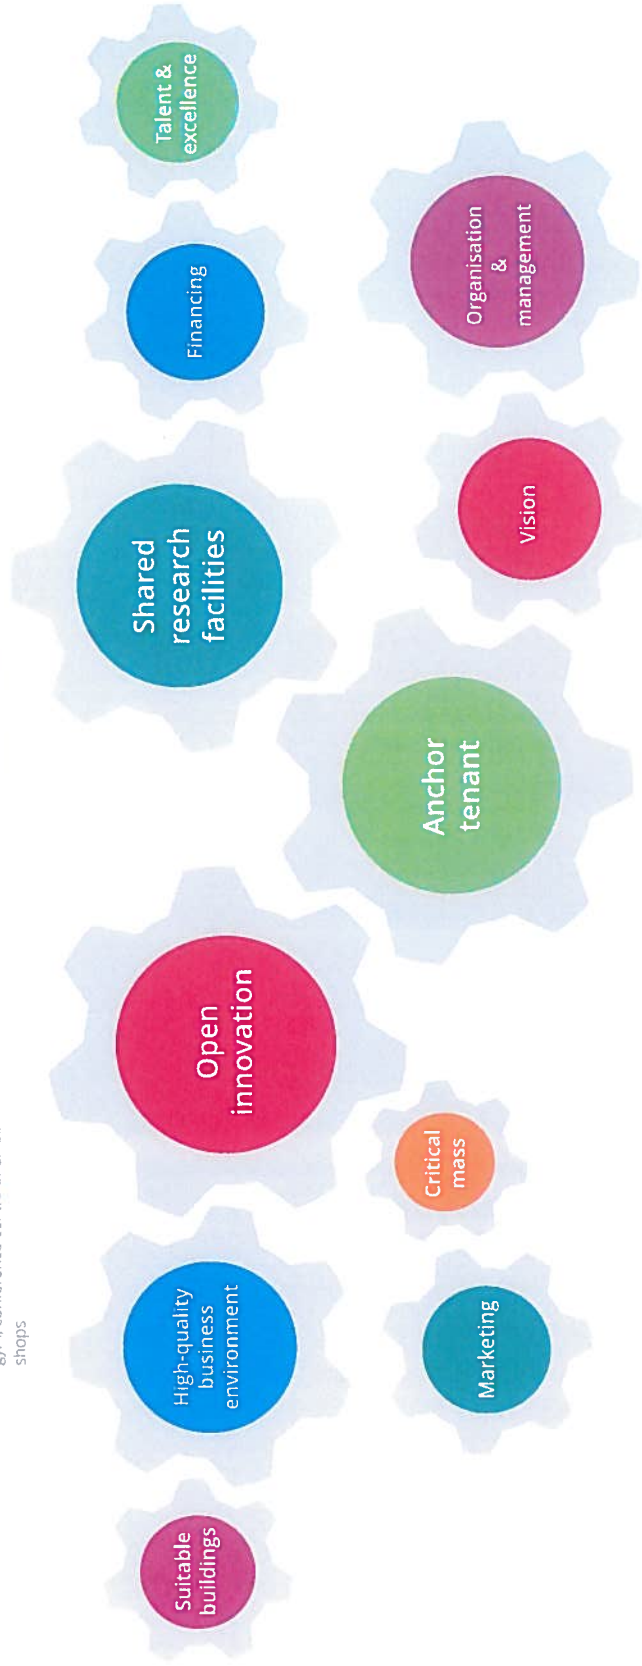 shops
Suitable
buildings
High-quality
business
environment
Open
innovation
Shared
research
facilities
Financing
Talent &
excellence
Marketing
Critical
mass
Anchor
tenant
Vision
Organisation
&
management